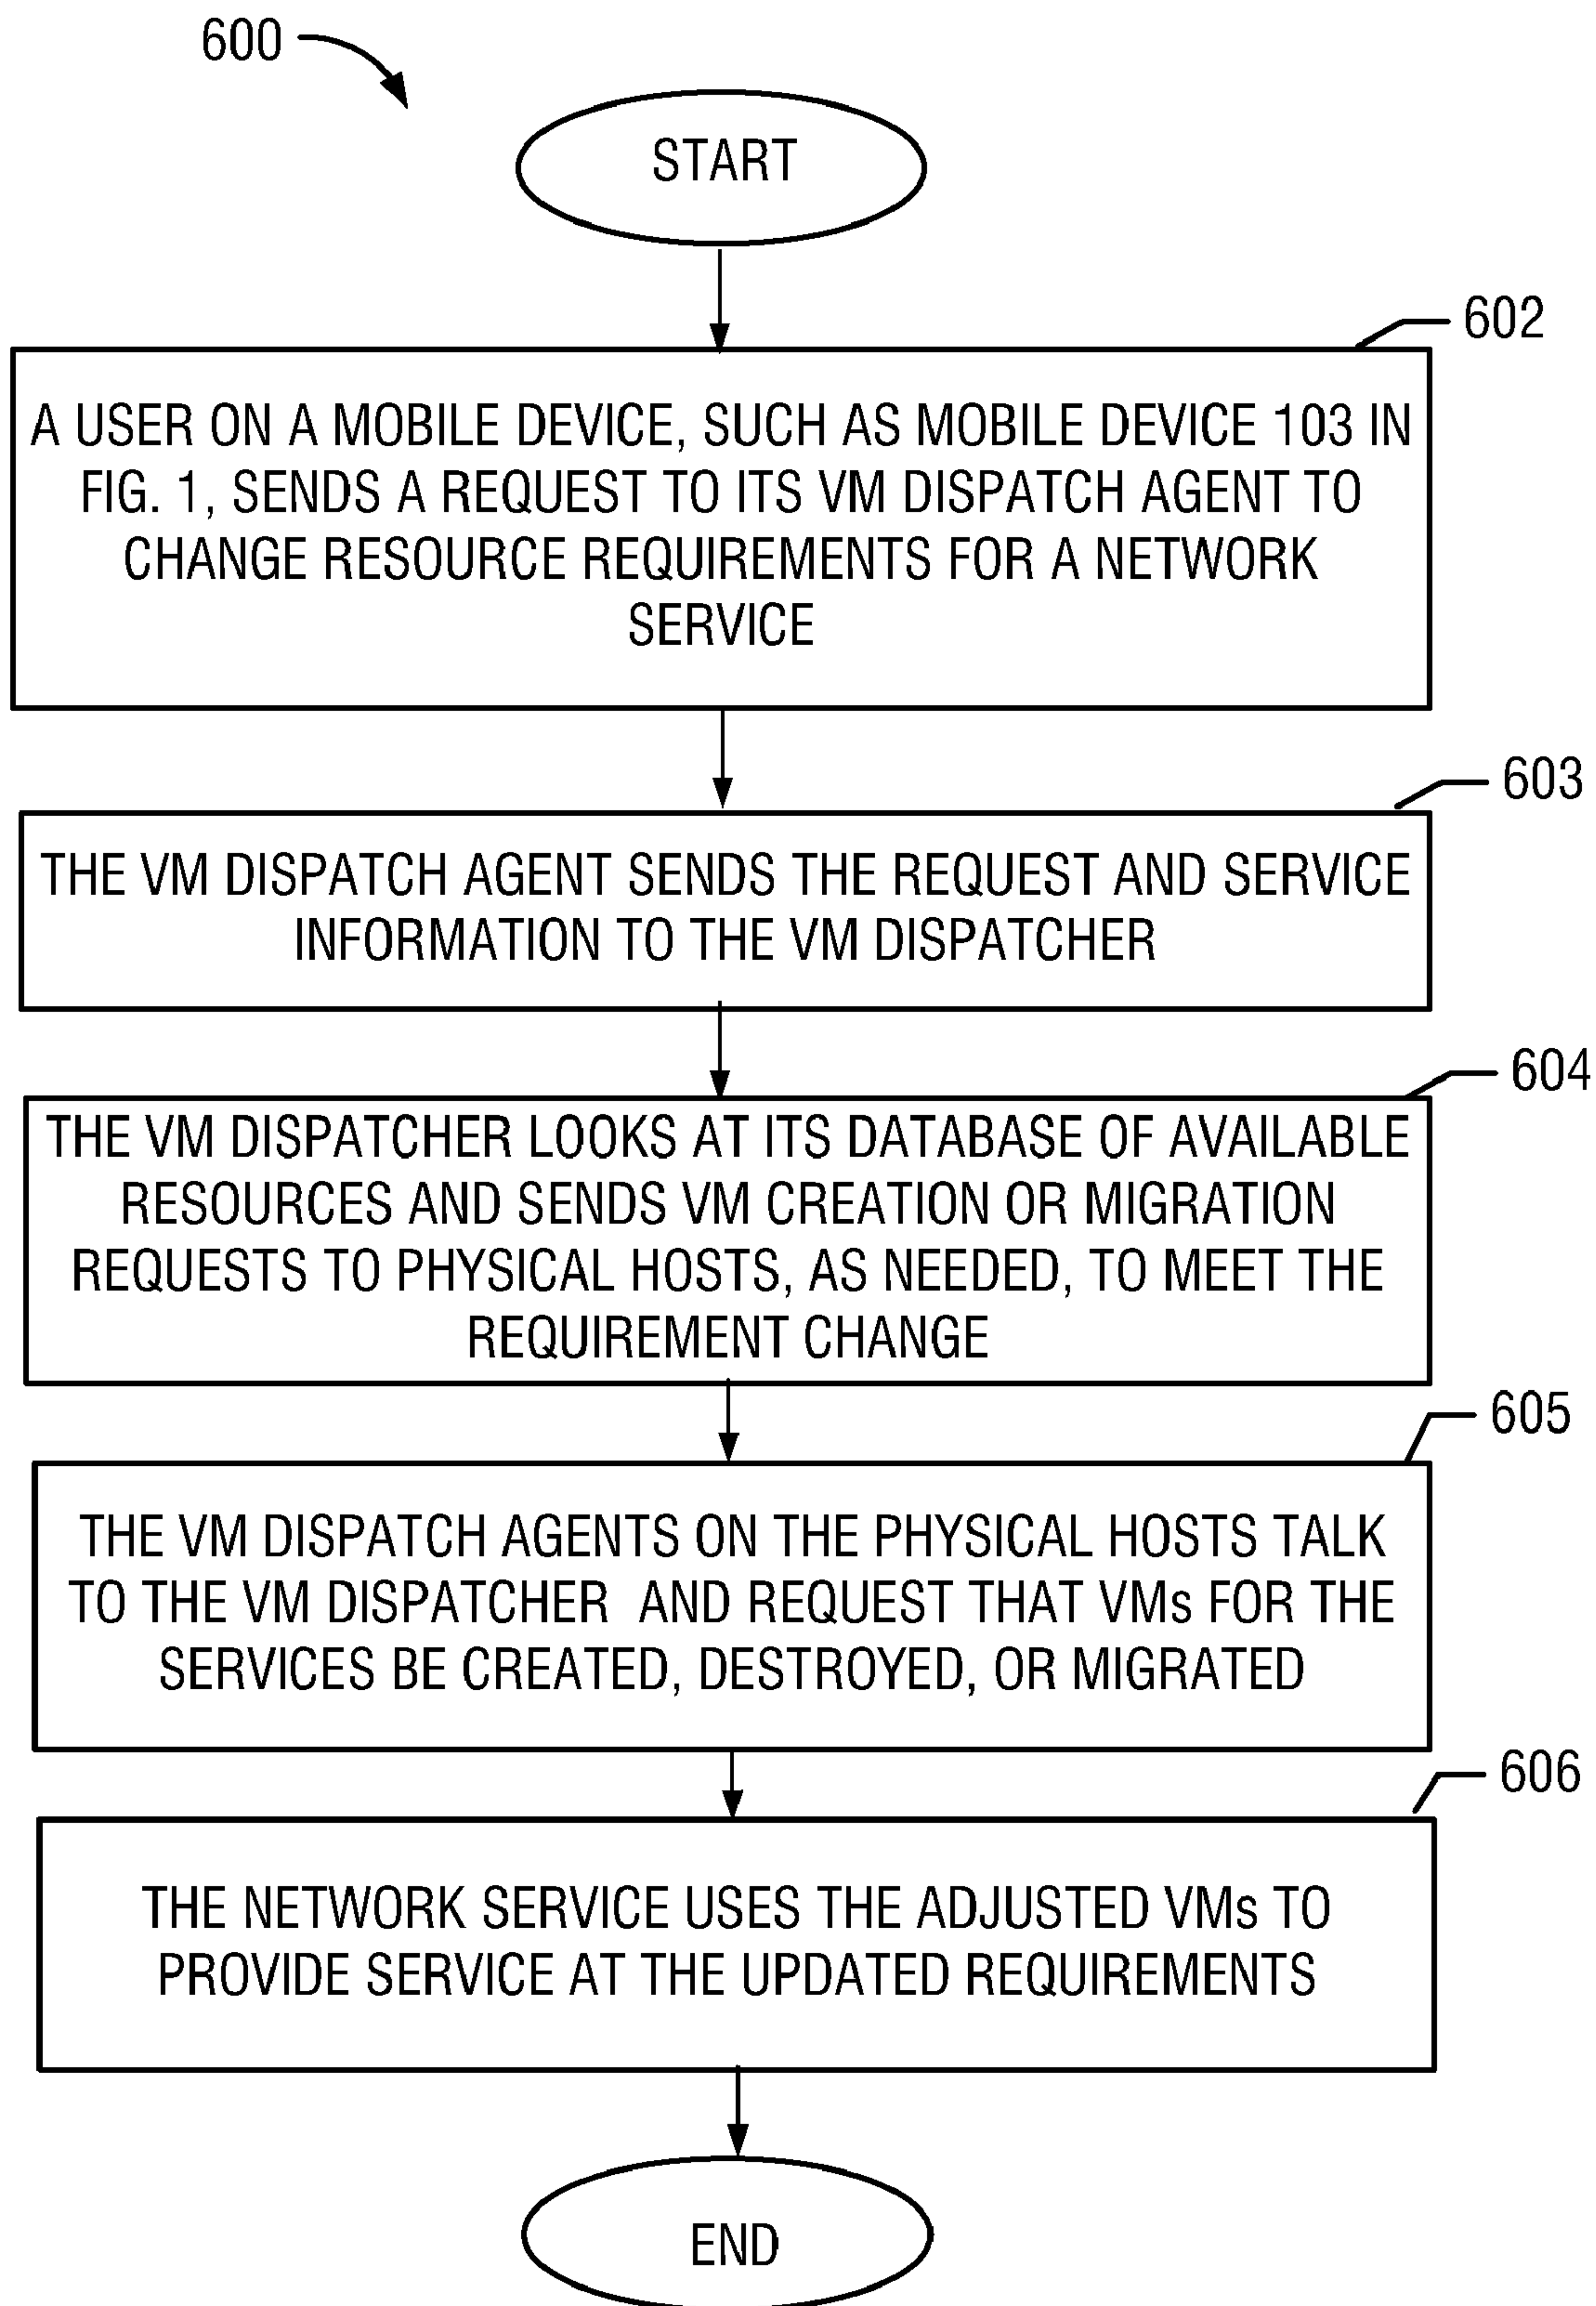 600
START
602
A USER ON A MOBILE DEVICE, SUCH AS MOBILE DEVICE 103 IN
FIG. 1, SENDS A REQUEST TO ITS VM DISPATCH AGENT TO
CHANGE RESOURCE REQUIREMENTS FOR A NETWORK
SERVICE
603
THE VM DISPATCH AGENT SENDS THE REQUEST AND SERVICE
INFORMATION TO THE VM DISPATCHER
604
THE VM DISPATCHER LOOKS AT ITS DATABASE OF AVAILABLE
RESOURCES AND SENDS VM CREATION OR MIGRATION
REQUESTS TO PHYSICAL HOSTS, AS NEEDED, TO MEET THE
REQUIREMENT CHANGE
605
THE VM DISPATCH AGENTS ON THE PHYSICAL HOSTS TALK
TO THE VM DISPATCHER AND REQUEST THAT VMs FOR THE
SERVICES BE CREATED, DESTROYED, OR MIGRATED
606
THE NETWORK SERVICE USES THE ADJUSTED VMs TO
PROVIDE SERVICE AT THE UPDATED REQUIREMENTS
END